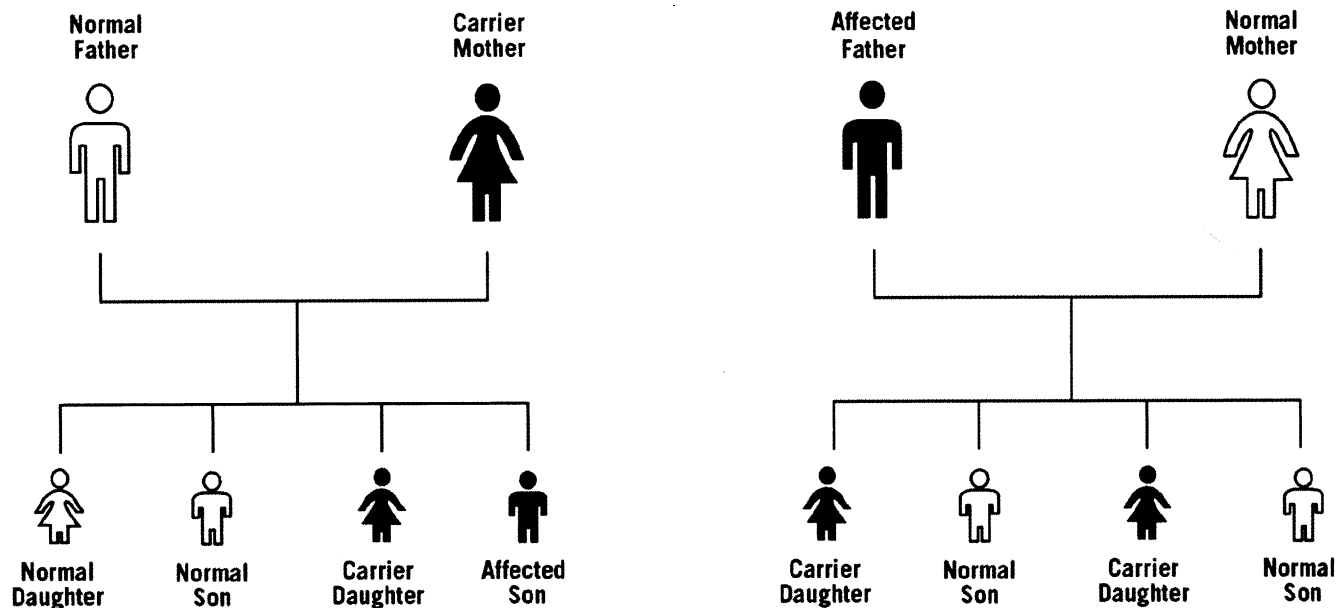 Normal
Father
Carrier
Mother
Affected
Father
Normal
Mother
Normal
Daughter
Normal
Son
Carrier
Daughter
Affected
Son
Carrier
Daughter
Normal
Son
Carrier
Daughter
Normal
Son